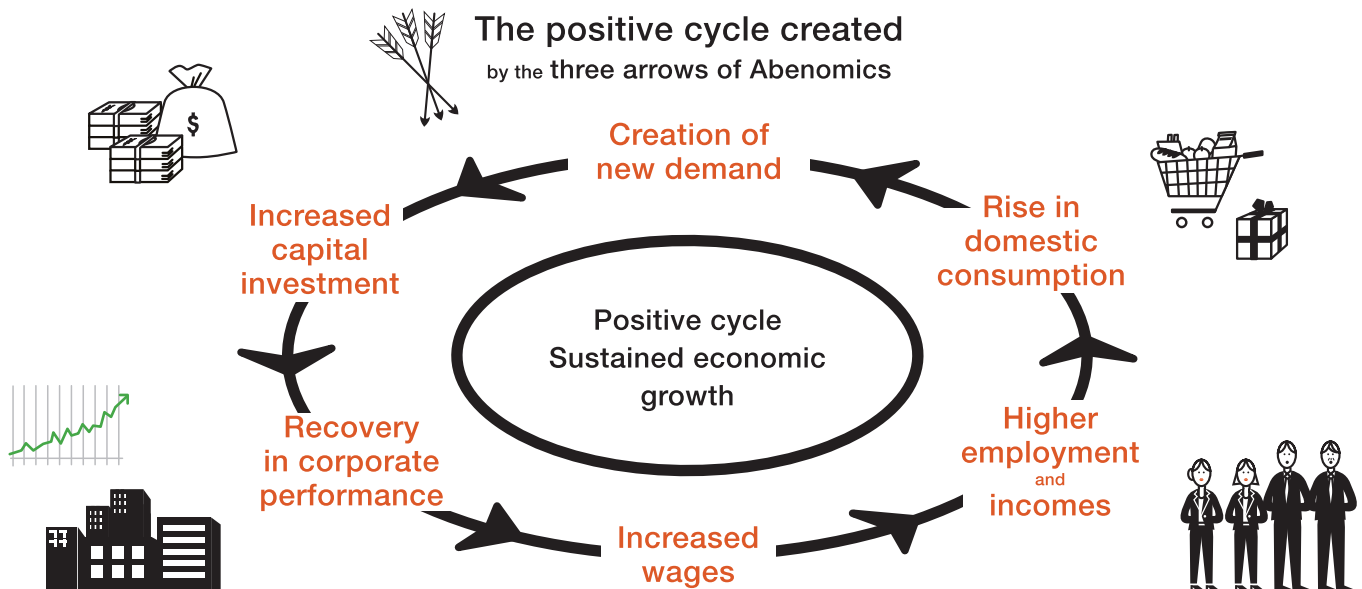 The positive cycle created
by the three arrows of Abenomics
Creation of
new demand
Increased
capital
investment
Rise in
domestic
consumption
Positive cycle
Sustained economic
growth
Recovery
in corporate
performance
Higher
employment
and
incomes
Increased
wages
$